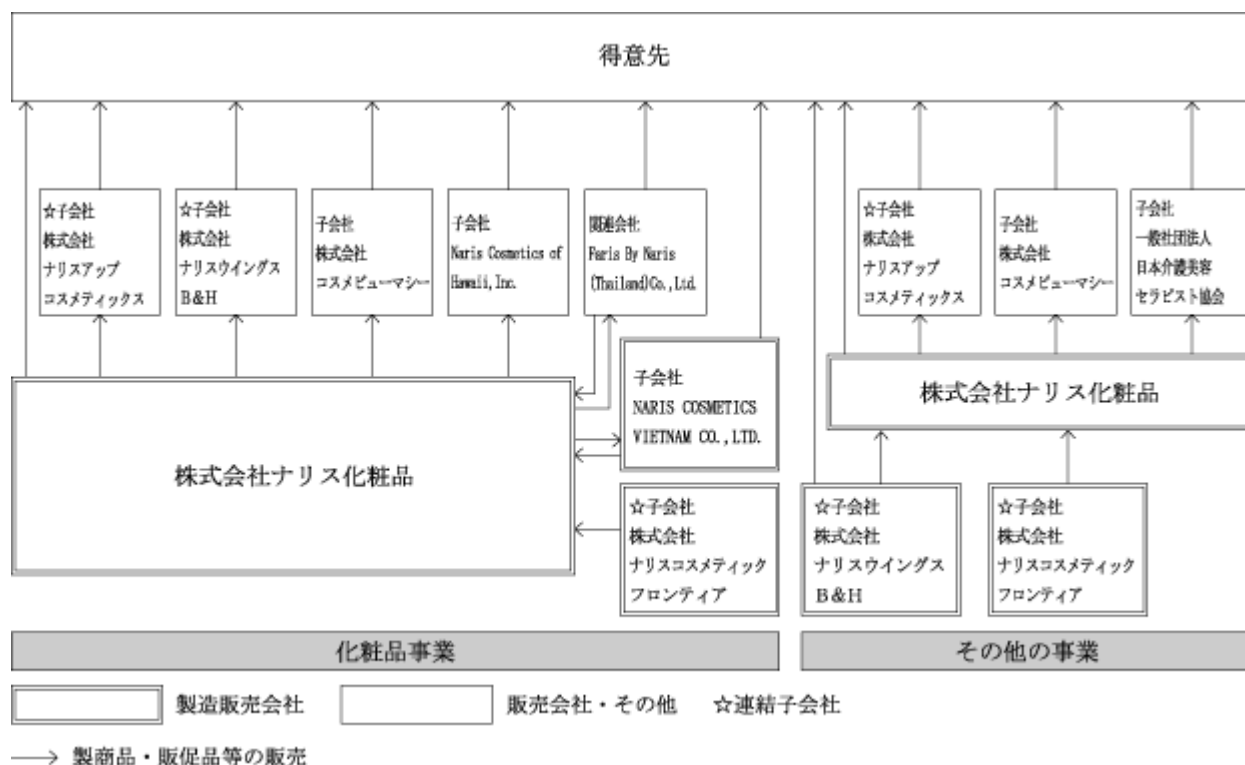 得意先
☆子会社
株式会社
ナリスアップ
コスメティックス
☆子会社
株式会社
ナリスウイングス
B&H
子会社
株式会社
コスメビューマシー
子会社
Naris Cosmetics of
Hawaii, Inc.
関連会社
Faris By Naris
(Thailand)Co., Ltd.
☆子会社
株式会社
ナリスアップ
コスメティックス
子会社
株式会社
コスメビューマシー
子会社
一般社団法人
日本介護美容
セラピスト協会
子会社
NARIS COSMETICS
VIETNAM CO.,LTD.
株式会社ナリス化粧品
株式会社ナリス化粧品
☆子会社
株式会社
ナリスコスメティック
フロンティア
☆子会社
株式会社
ナリスウイングス
B&H
☆子会社
株式会社
ナリスコスメティック
フロンティア
化粧品事業
その他の事業
製造販売会社
販売会社・その他
☆連結子会社
→ 製商品・販促品等の販売